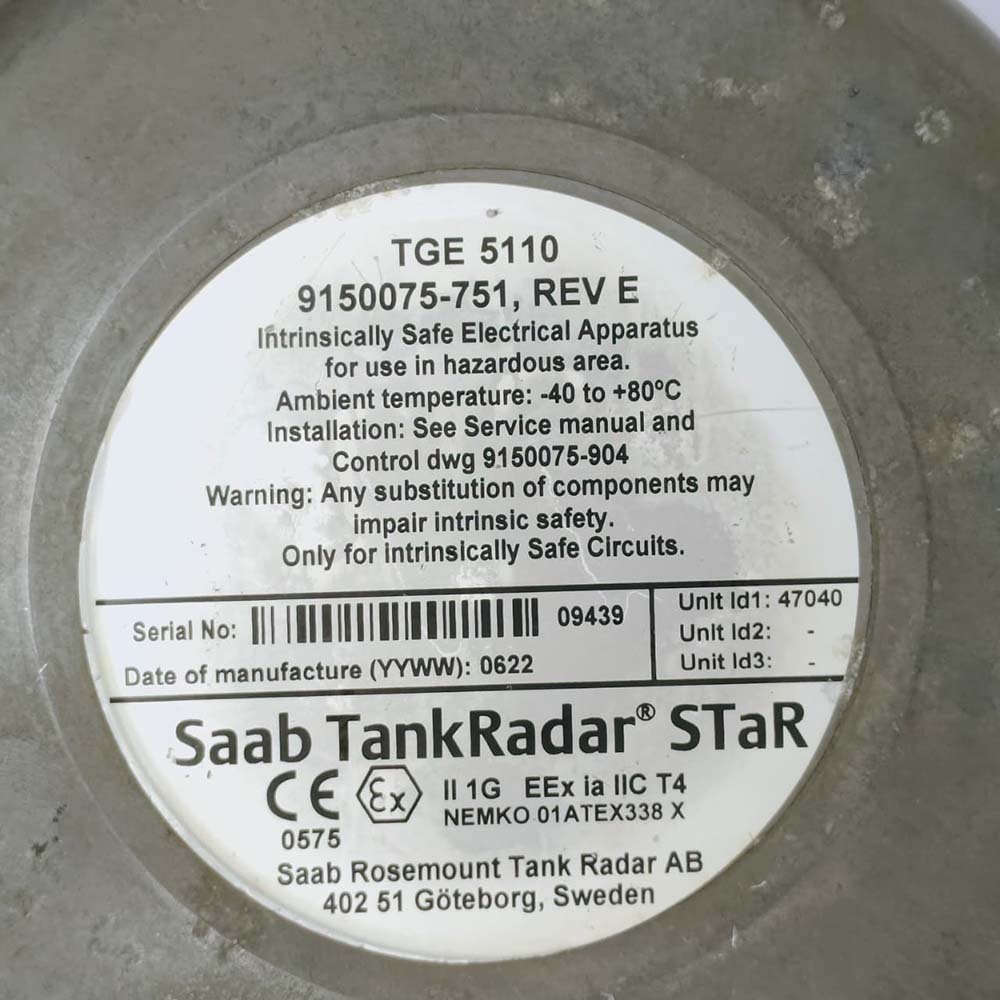 TGE 5110
9150075-751, REV E
Intrinsically Safe Electrical Apparatus
for use in hazardous area.
Ambient temperature: -40 to +80ºC
Installation: See Service manual and
Control dwg 9150075-904
Warning: Any substitution of components may
impair intrinsic safety.
Only for intrinsically Safe Circuits.
Serial No: 09439
Date of manufacture (YYWW): 0622
Unit Id1: 47040
Unit Id2: -
Unit Id3: -
Saab TankRadar® STaR
CE Ex II 1G EEx ia IIC T4
NEMKO 01ATEX338 X
0575
Saab Rosemount Tank Radar AB
402 51 Göteborg, Sweden